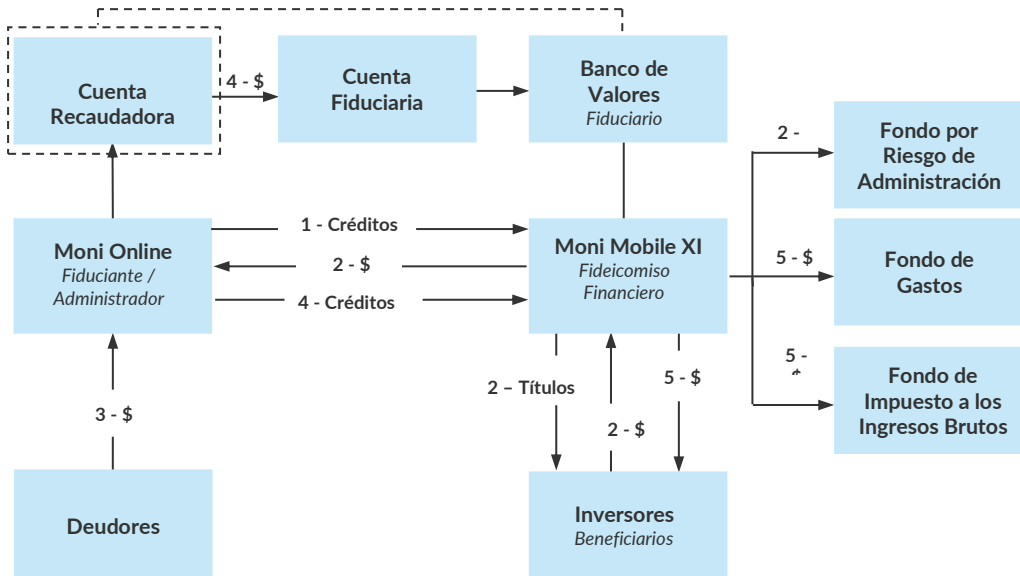 Cuenta
Recaudadora
4 - $
Cuenta
Fiduciaria
Banco de
Valores
Fiduciario
2 -
Fondo por
Riesgo de
Administración
Moni Online
Fiduciante /
Administrador
1 - Créditos
2 - $
4 - Créditos
Moni Mobile XI
Fideicomiso
Financiero
5 - $
Fondo de
Gastos
5 -
Fondo de
Impuesto a los
Ingresos Brutos
3 - $
2 – Títulos
2 - $
5 - $
Deudores
Inversores
Beneficiarios